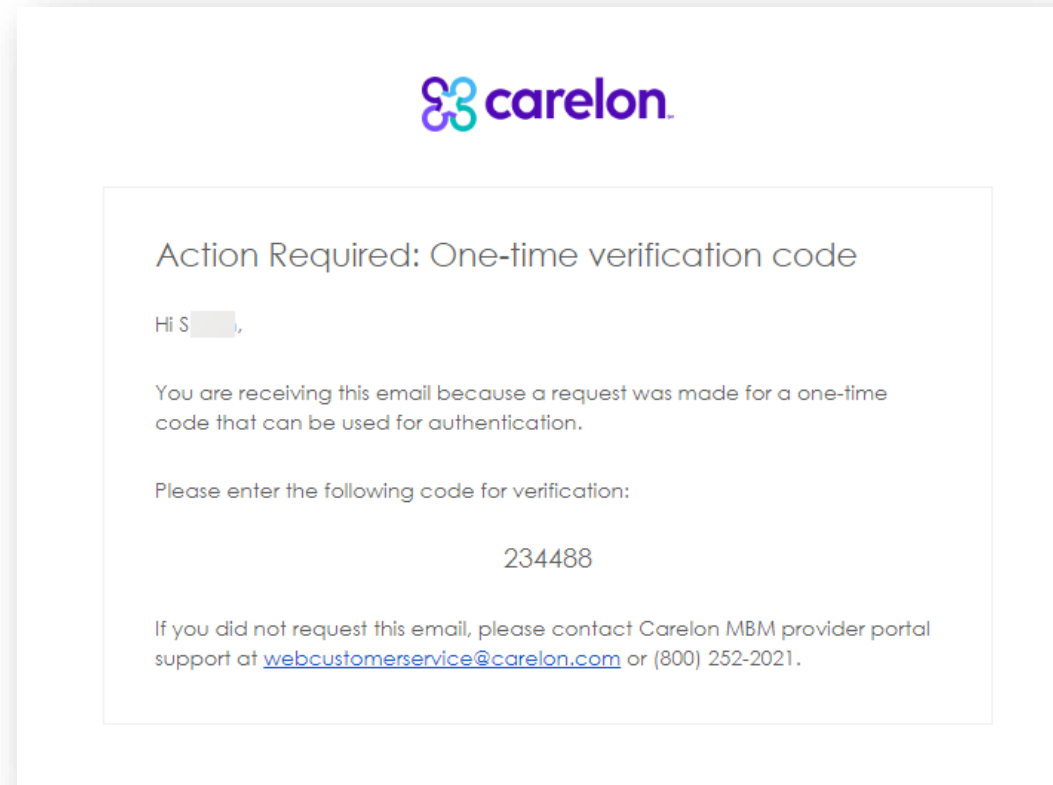 carelon
Action Required: One-time verification code
Hi S ,
You are receiving this email because a request was made for a one-time
code that can be used for authentication.
Please enter the following code for verification:
234488
If you did not request this email, please contact Carelon MBM provider portal
support at webcustomerservice@carelon.com or (800) 252-2021.